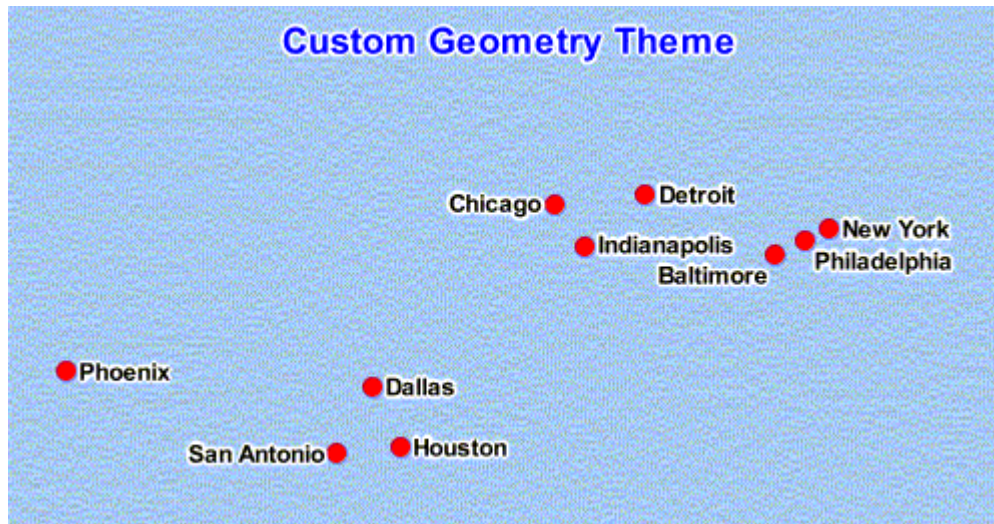 Custom Geometry Theme
Detroit
Chicago
New York
Indianapolis
Philadelphia
Baltimore
Phoenix
Dallas
Houston
San Antonio